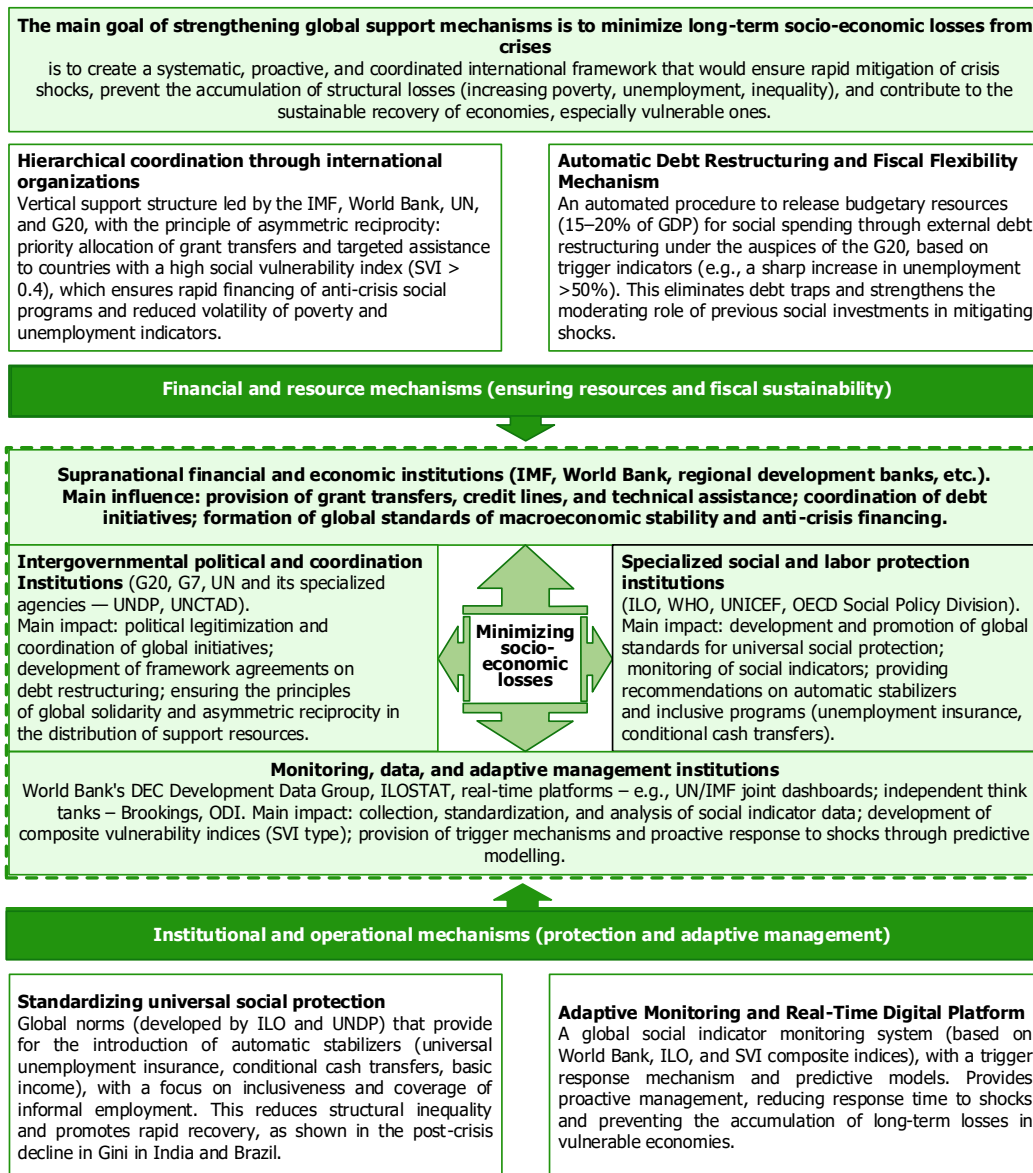 The main goal of strengthening global support mechanisms is to minimize long-term socio-economic losses from
crises
is to create a systematic, proactive, and coordinated international framework that would ensure rapid mitigation of crisis
shocks, prevent the accumulation of structural losses (increasing poverty, unemployment, inequality), and contribute to the
sustainable recovery of economies, especially vulnerable ones.
Hierarchical coordination through international
organizations
Vertical support structure led by the IMF, World Bank, UN,
and G20, with the principle of asymmetric reciprocity:
priority allocation of grant transfers and targeted assistance
to countries with a high social vulnerability index (SVI >
0.4), which ensures rapid financing of anti-crisis social
programs and reduced volatility of poverty and
unemployment indicators.
Automatic Debt Restructuring and Fiscal Flexibility
Mechanism
An automated procedure to release budgetary resources
(15–20% of GDP) for social spending through external debt
restructuring under the auspices of the G20, based on
trigger indicators (e.g., a sharp increase in unemployment
>50%). This eliminates debt traps and strengthens the
moderating role of previous social investments in mitigating
shocks.
Financial and resource mechanisms (ensuring resources and fiscal sustainability)
Supranational financial and economic institutions (IMF, World Bank, regional development banks, etc.).
Main influence: provision of grant transfers, credit lines, and technical assistance; coordination of debt
initiatives; formation of global standards of macroeconomic stability and anti-crisis financing.
Intergovernmental political and coordination
Institutions (G20, G7, UN and its specialized
agencies — UNDP, UNCTAD).
Main impact: political legitimization and
coordination of global initiatives;
development of framework agreements on
debt restructuring; ensuring the principles
of global solidarity and asymmetric reciprocity in
the distribution of support resources.
Minimizing
socio-
economic
losses
Specialized social and labor protection
institutions
(ILO, WHO, UNICEF, OECD Social Policy Division).
Main impact: development and promotion of global
standards for universal social protection;
monitoring of social indicators; providing
recommendations on automatic stabilizers
and inclusive programs (unemployment insurance,
conditional cash transfers).
Monitoring, data, and adaptive management institutions
World Bank's DEC Development Data Group, ILOSTAT, real-time platforms – e.g., UN/IMF joint dashboards; independent think
tanks – Brookings, ODI. Main impact: collection, standardization, and analysis of social indicator data; development of
composite vulnerability indices (SVI type); provision of trigger mechanisms and proactive response to shocks through predictive
modelling.
Institutional and operational mechanisms (protection and adaptive management)
Standardizing universal social protection
Global norms (developed by ILO and UNDP) that provide
for the introduction of automatic stabilizers (universal
unemployment insurance, conditional cash transfers, basic
income), with a focus on inclusiveness and coverage of
informal employment. This reduces structural inequality
and promotes rapid recovery, as shown in the post-crisis
decline in Gini in India and Brazil.
Adaptive Monitoring and Real-Time Digital Platform
A global social indicator monitoring system (based on
World Bank, ILO, and SVI composite indices), with a trigger
response mechanism and predictive models. Provides
proactive management, reducing response time to shocks
and preventing the accumulation of long-term losses in
vulnerable economies.